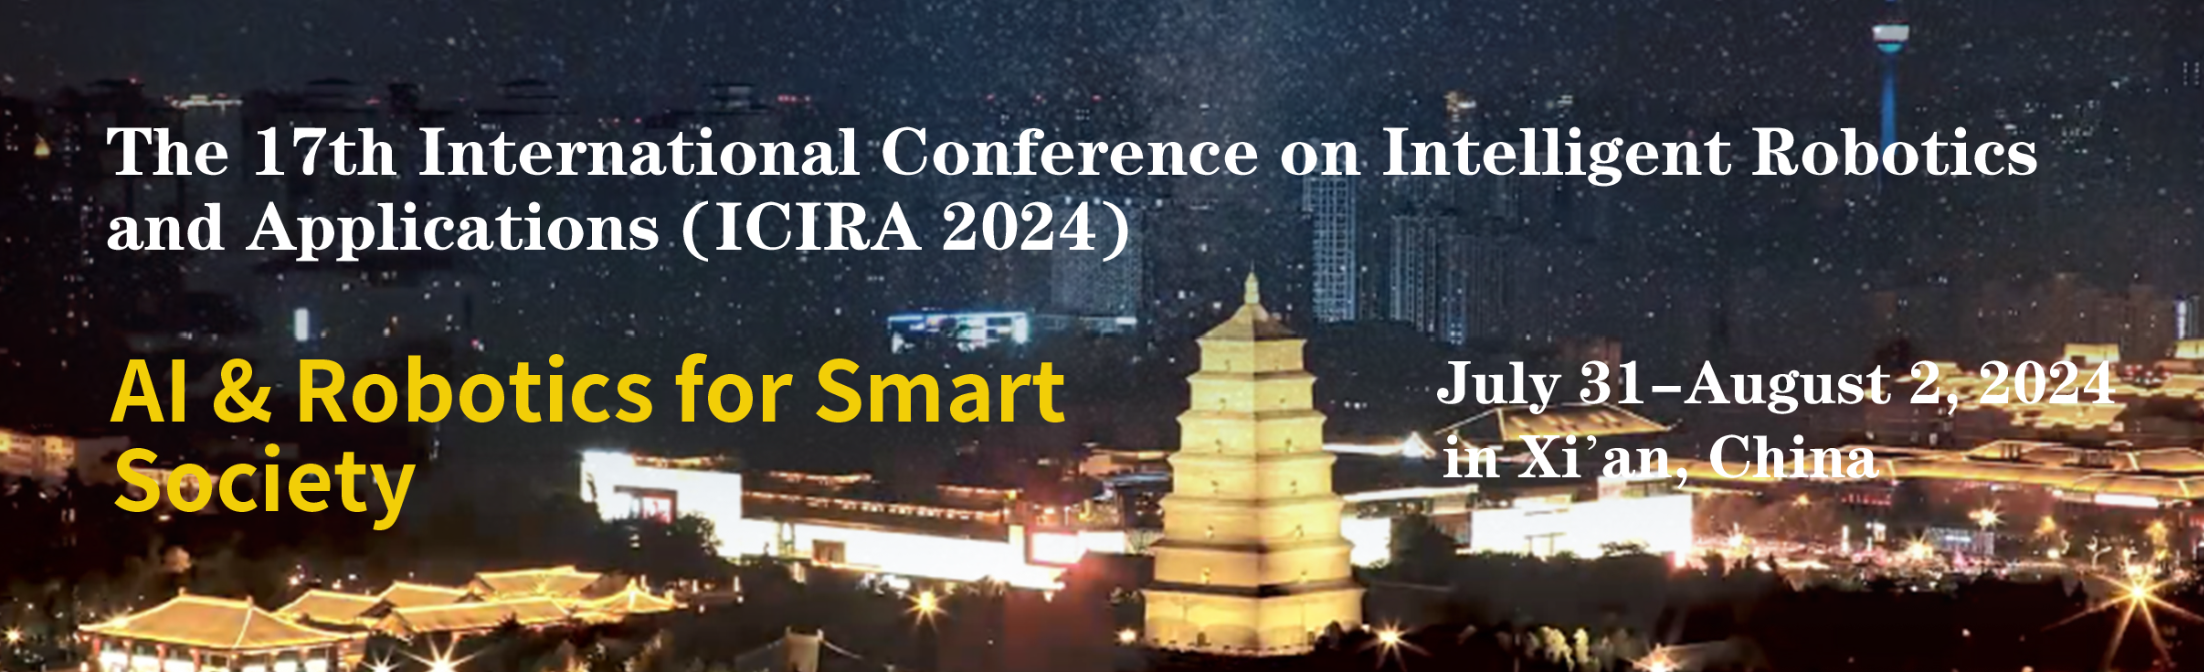 The 17th International Conference on Intelligent Robotics
and Applications (ICIRA 2024)
AI & Robotics for Smart
Society
July 31–August 2, 2024
in Xi’an, China